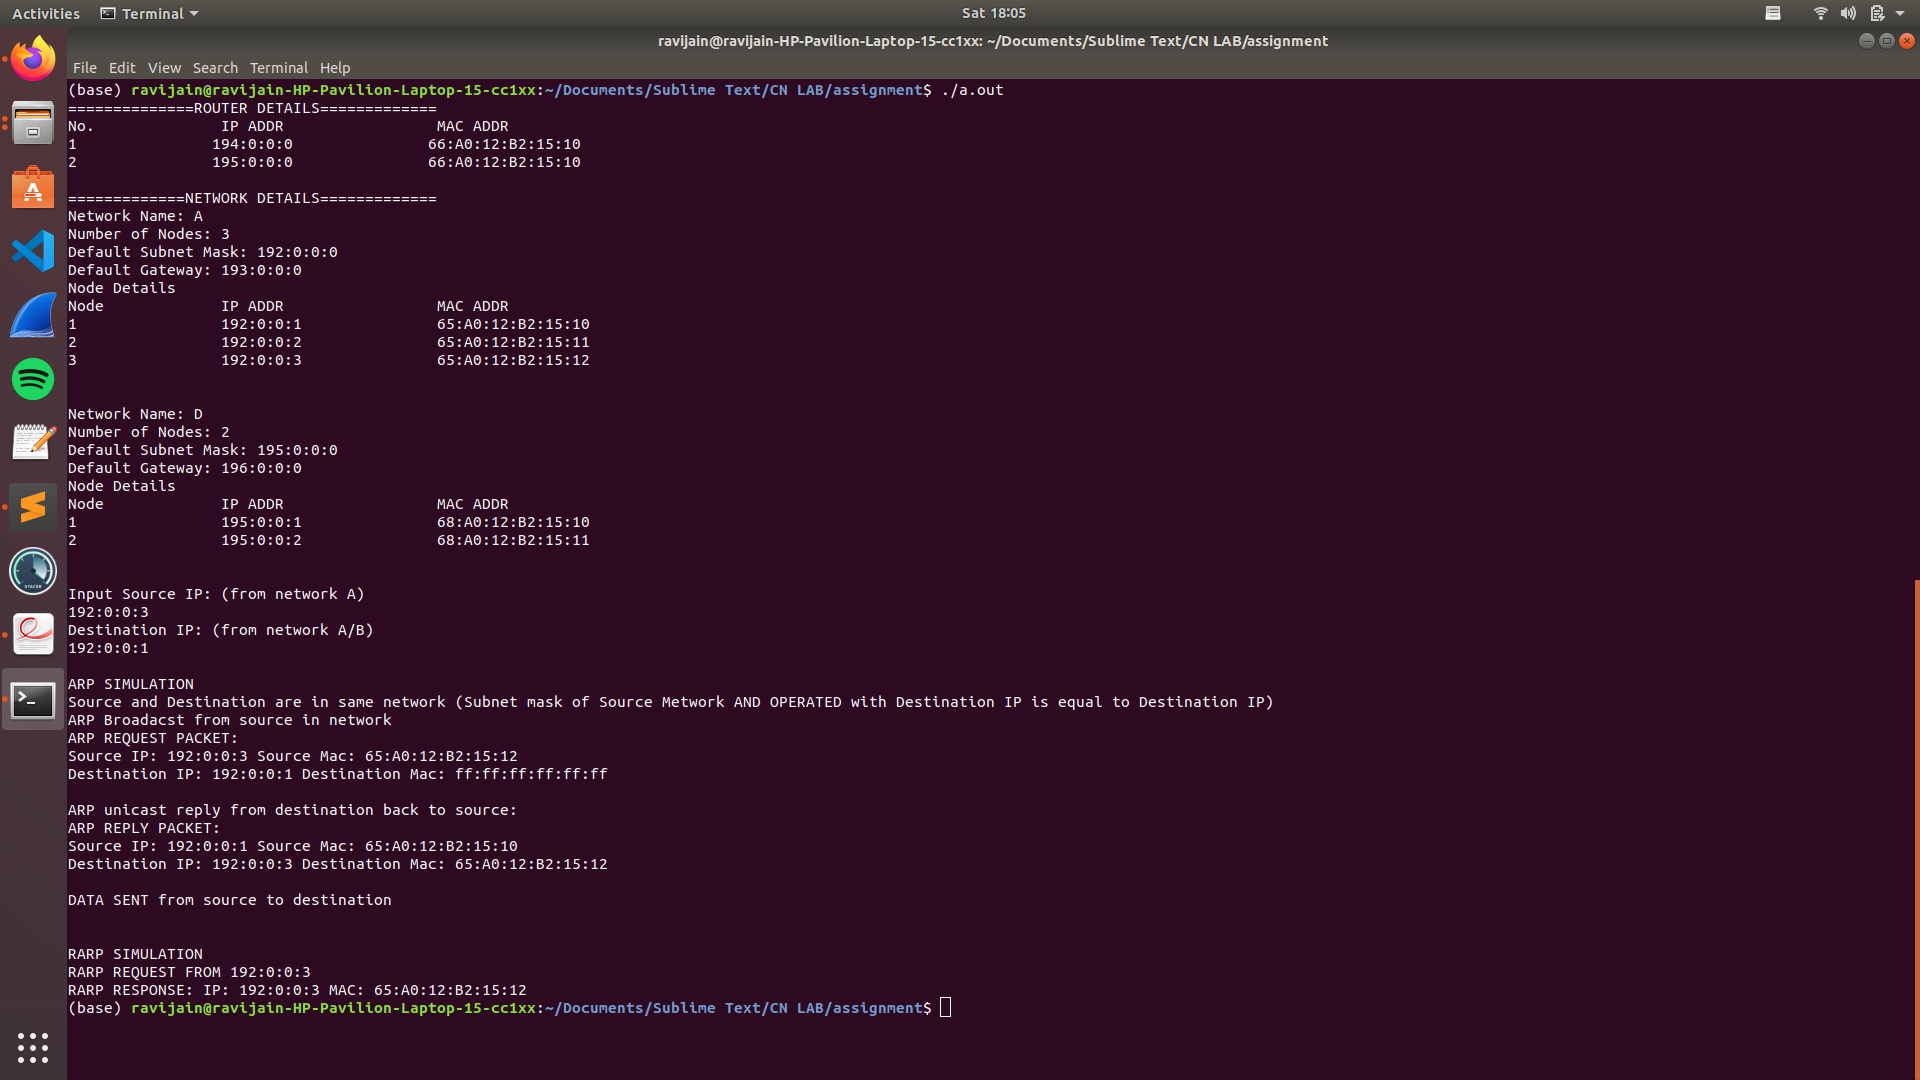 Activities Terminal Sat 18:05
ravijain@ravijain-HP-Pavilion-Laptop-15-cc1xx: ~/Documents/Sublime Text/CN LAB/assignment
File Edit View Search Terminal Help
(base) ravijain@ravijain-HP-Pavilion-Laptop-15-cc1xx:~/Documents/Sublime Text/CN LAB/assignment$ ./a.out
==============ROUTER DETAILS=============
No. IP ADDR MAC ADDR
1 194:0:0:0 66:A0:12:B2:15:10
2 195:0:0:0 66:A0:12:B2:15:10
=============NETWORK DETAILS=============
Network Name: A
Number of Nodes: 3
Default Subnet Mask: 192:0:0:0
Default Gateway: 193:0:0:0
Node Details
Node IP ADDR MAC ADDR
1 192:0:0:1 65:A0:12:B2:15:10
2 192:0:0:2 65:A0:12:B2:15:11
3 192:0:0:3 65:A0:12:B2:15:12
Network Name: D
Number of Nodes: 2
Default Subnet Mask: 195:0:0:0
Default Gateway: 196:0:0:0
Node Details
Node IP ADDR MAC ADDR
1 195:0:0:1 68:A0:12:B2:15:10
2 195:0:0:2 68:A0:12:B2:15:11
Input Source IP: (from network A)
192:0:0:3
Destination IP: (from network A/B)
192:0:0:1
ARP SIMULATION
Source and Destination are in same network (Subnet mask of Source Metwork AND OPERATED with Destination IP is equal to Destination IP)
ARP Broadacst from source in network
ARP REQUEST PACKET:
Source IP: 192:0:0:3 Source Mac: 65:A0:12:B2:15:12
Destination IP: 192:0:0:1 Destination Mac: ff:ff:ff:ff:ff:ff
ARP unicast reply from destination back to source:
ARP REPLY PACKET:
Source IP: 192:0:0:1 Source Mac: 65:A0:12:B2:15:10
Destination IP: 192:0:0:3 Destination Mac: 65:A0:12:B2:15:12
DATA SENT from source to destination
RARP SIMULATION
RARP REQUEST FROM 192:0:0:3
RARP RESPONSE: IP: 192:0:0:3 MAC: 65:A0:12:B2:15:12
(base) ravijain@ravijain-HP-Pavilion-Laptop-15-cc1xx:~/Documents/Sublime Text/CN LAB/assignment$
STACER